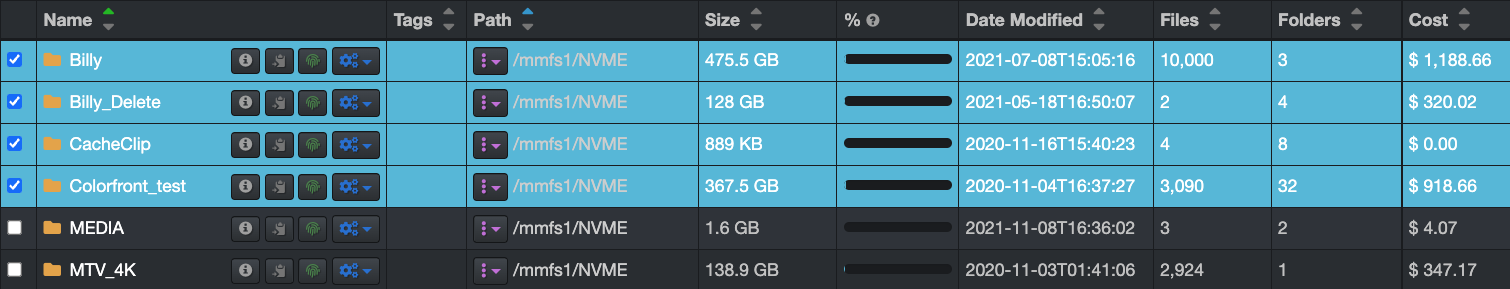 Name Tags Path Size % Date Modified Files Folders Cost
Billy /mmfs1/NVME 475.5 GB 2021-07-08T15:05:16 10,000 3 $ 1,188.66
Billy_Delete /mmfs1/NVME 128 GB 2021-05-18T16:50:07 2 4 $ 320.02
CacheClip /mmfs1/NVME 889 KB 2020-11-16T15:40:23 4 8 $ 0.00
Colorfront_test /mmfs1/NVME 367.5 GB 2020-11-04T16:37:27 3,090 32 $ 918.66
MEDIA /mmfs1/NVME 1.6 GB 2021-11-08T16:36:02 3 2 $ 4.07
MTV_4K /mmfs1/NVME 138.9 GB 2020-11-03T01:41:06 2,924 1 $ 347.17